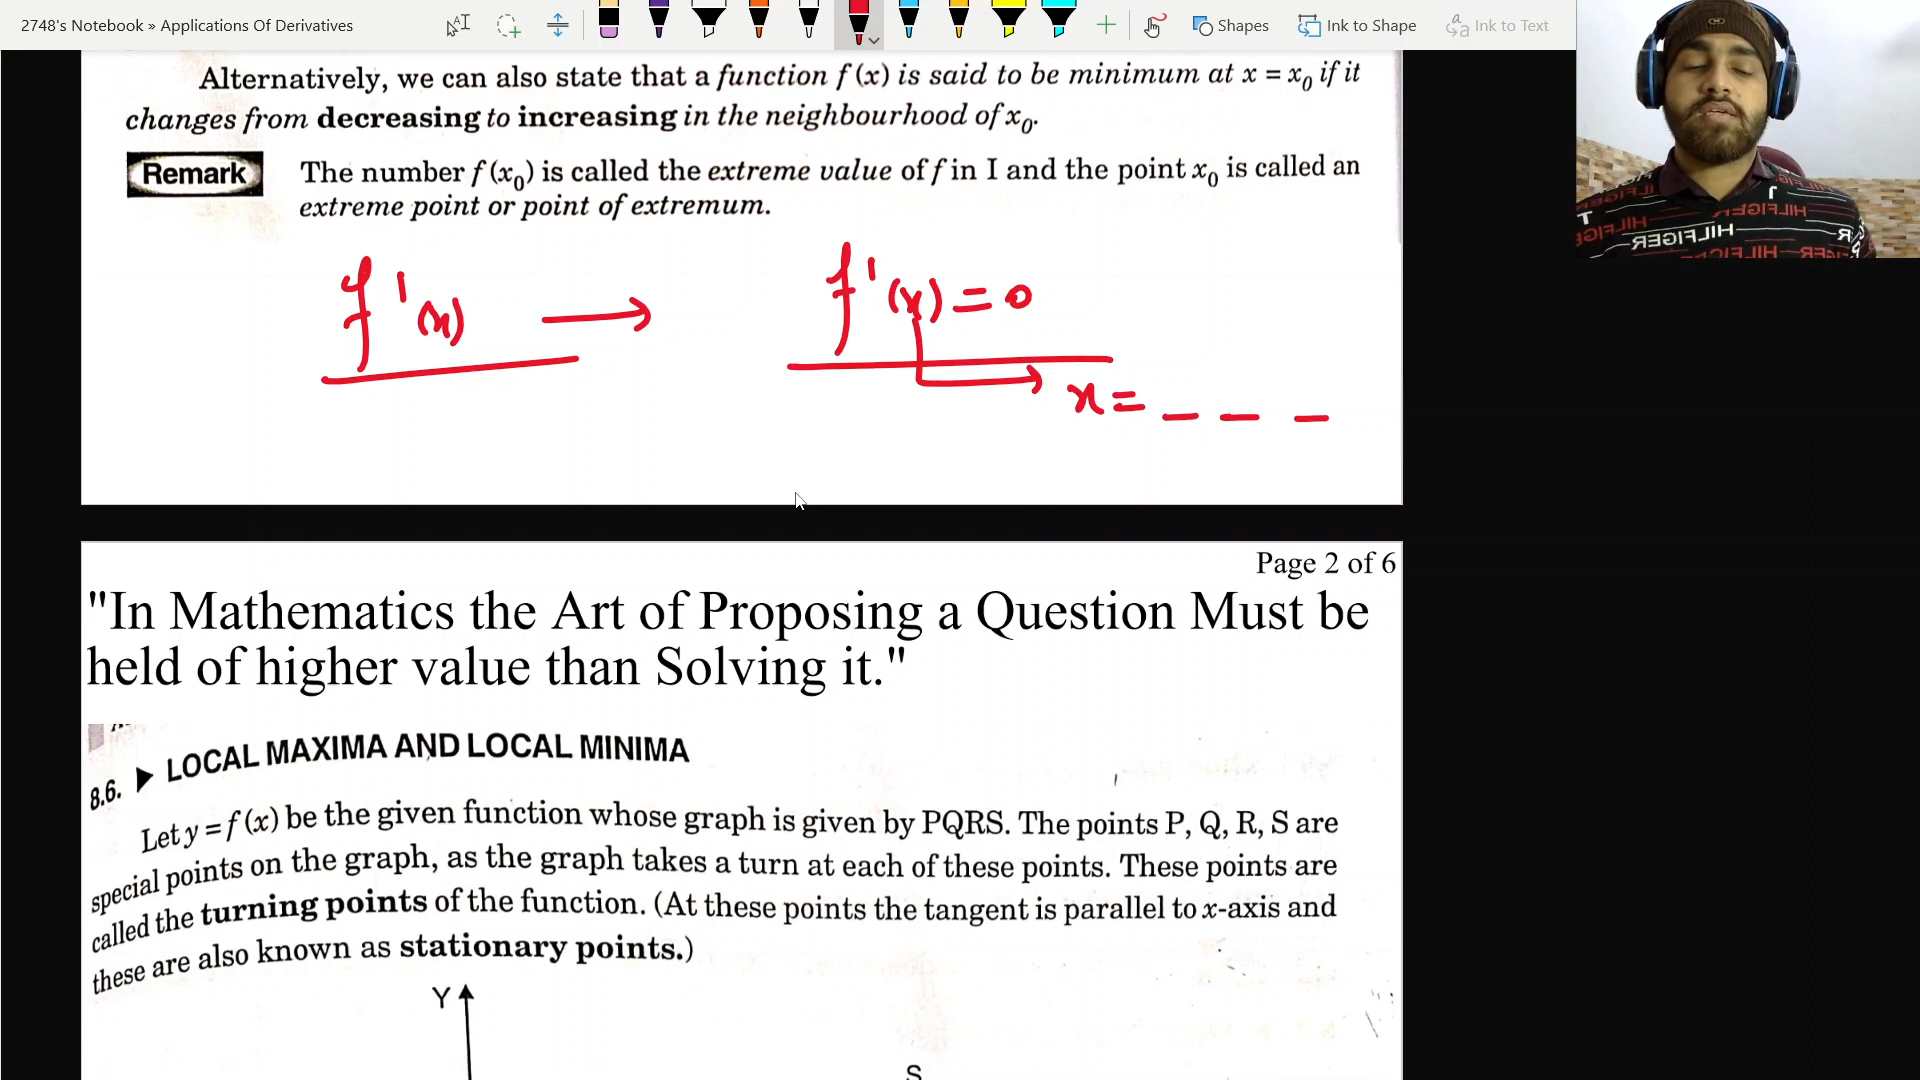 2748's Notebook » Applications Of Derivatives
Shapes
Ink to Shape
Ink to Text
Alternatively, we can also state that a function f (x) is said to be minimum at x = x₀ if it
changes from decreasing to increasing in the neighbourhood of x₀.
Remark
The number f (x₀) is called the extreme value of f in I and the point x₀ is called an
extreme point or point of extremum.
f '(x) → f '(x) = 0
x = _ _ _
Page 2 of 6
"In Mathematics the Art of Proposing a Question Must be
held of higher value than Solving it."
8.6. ▶ LOCAL MAXIMA AND LOCAL MINIMA
Let y = f (x) be the given function whose graph is given by PQRS. The points P, Q, R, S are
special points on the graph, as the graph takes a turn at each of these points. These points are
called the turning points of the function. (At these points the tangent is parallel to x-axis and
these are also known as stationary points.)
Y
S